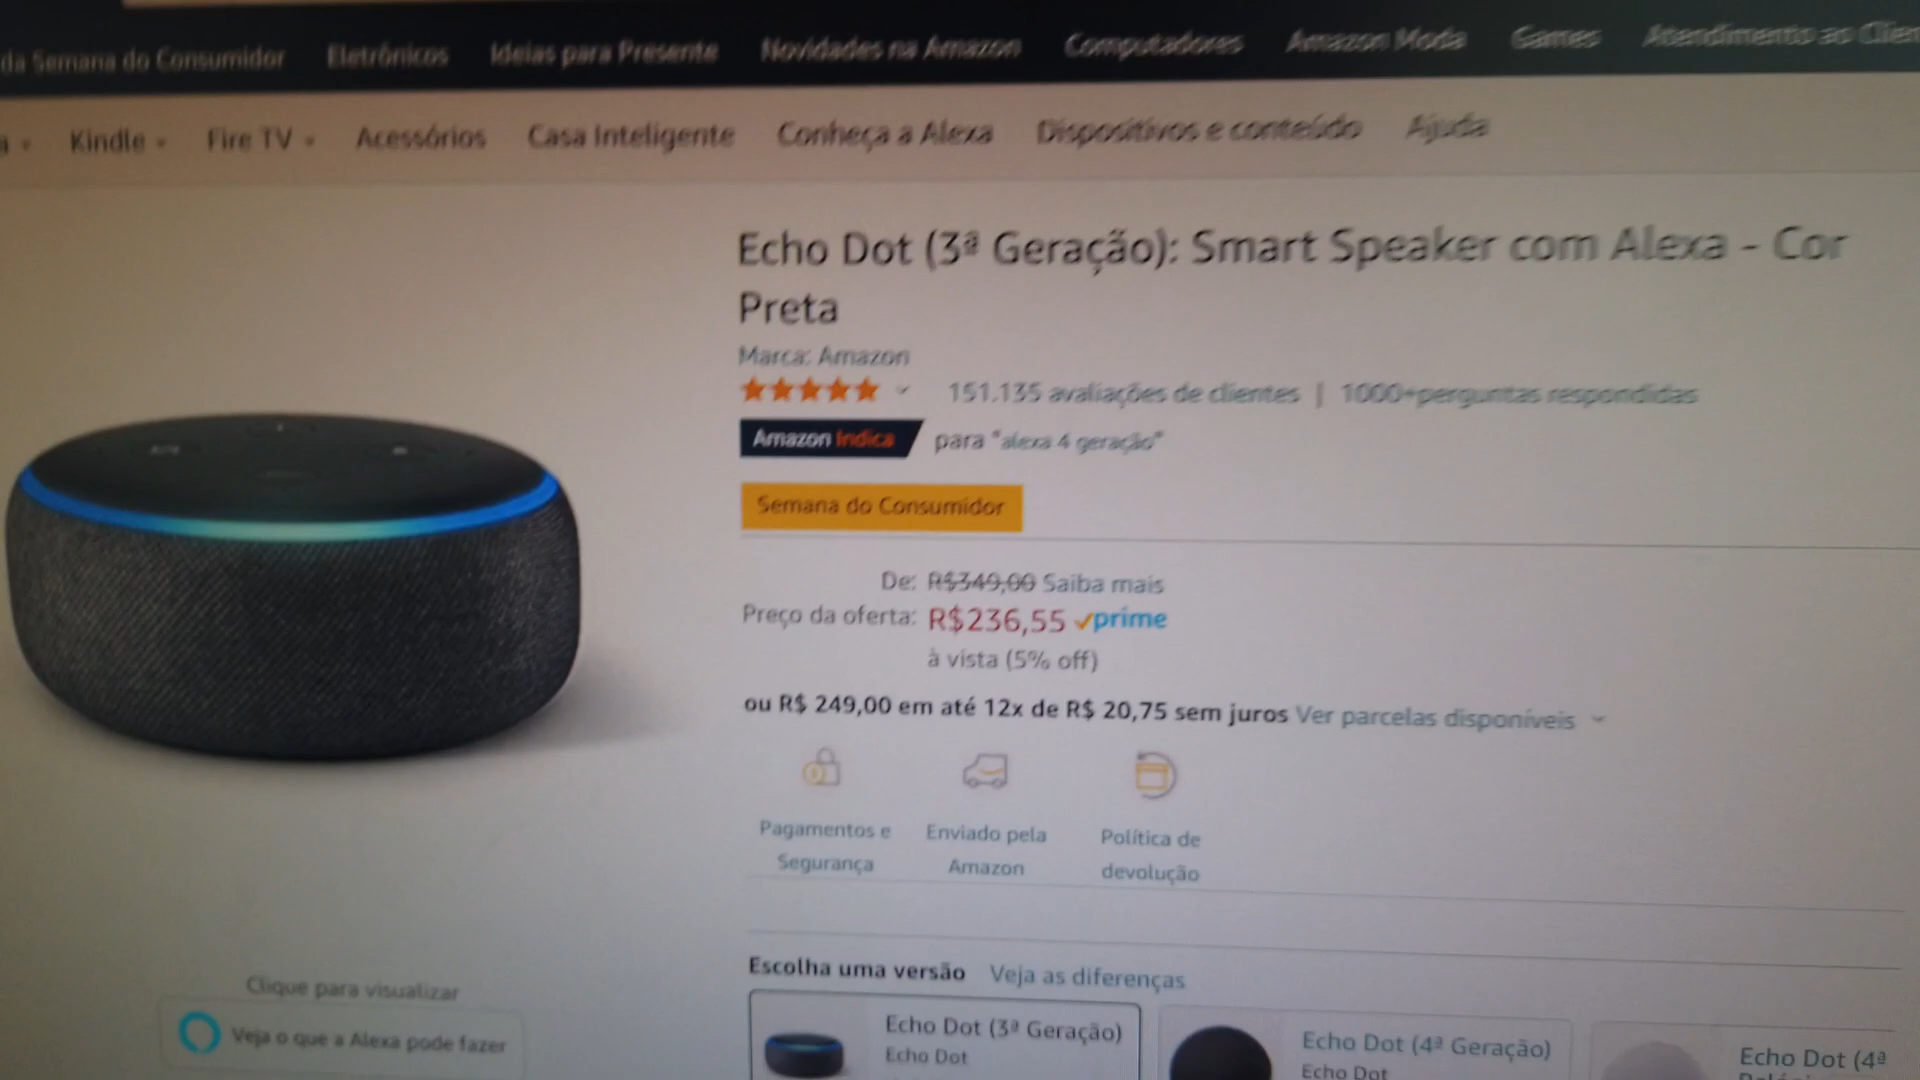 da Semana do Consumidor Eletrônicos Ideias para Presente Novidades na Amazon Computadores Amazon Moda Games Atendimento ao Clien
a Kindle Fire TV Acessórios Casa Inteligente Conheça a Alexa Dispositivos e conteúdo Ajuda
Echo Dot (3ª Geração): Smart Speaker com Alexa - Cor
Preta
Marca: Amazon
151.135 avaliações de clientes | 1000+perguntas respondidas
Amazon Indica para "alexa 4 geração"
Semana do Consumidor
De: R$349,00 Saiba mais
Preço da oferta: R$236,55 prime
à vista (5% off)
ou R$ 249,00 em até 12x de R$ 20,75 sem juros Ver parcelas disponíveis
Pagamentos e
Segurança
Enviado pela
Amazon
Política de
devolução
Escolha uma versão Veja as diferenças
Clique para visualizar
Veja o que a Alexa pode fazer
Echo Dot (3ª Geração)
Echo Dot
Echo Dot (4ª Geração)
Echo Dot
Echo Dot (4ª